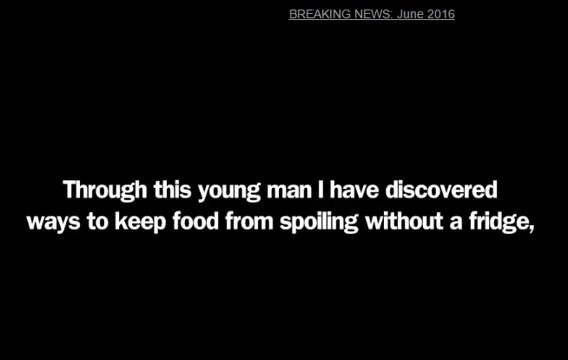 BREAKING NEWS: June 2016
Through this young man I have discovered
ways to keep food from spoiling without a fridge,